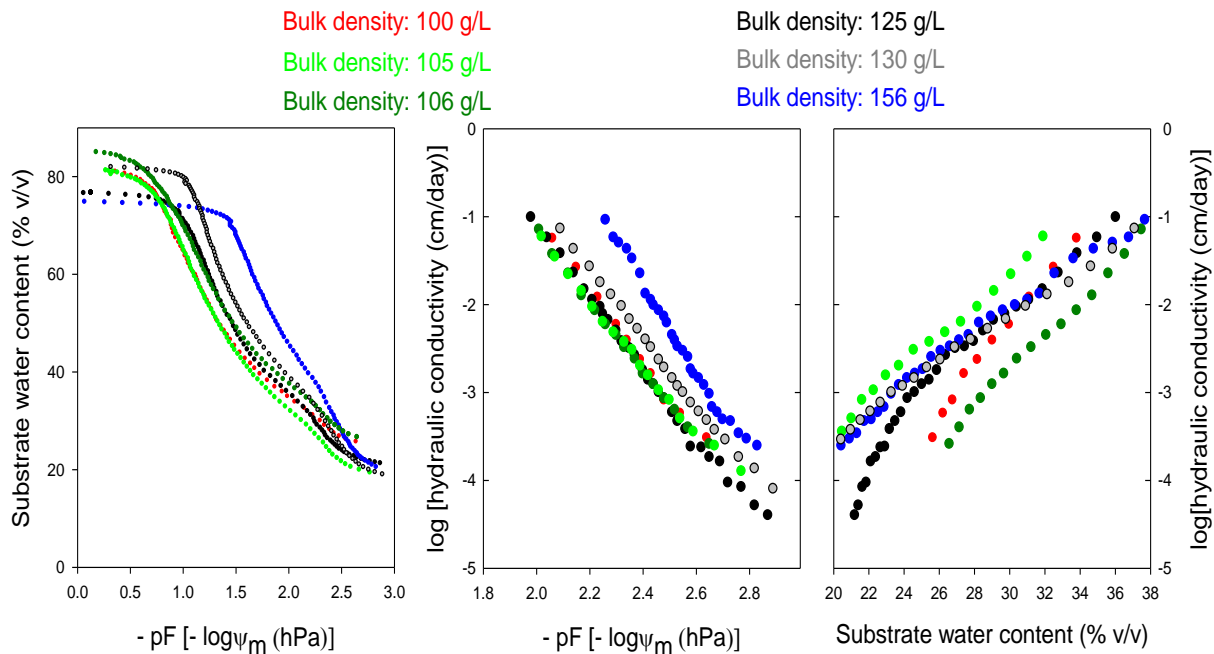 Bulk density: 100 g/L
Bulk density: 105 g/L
Bulk density: 106 g/L
Bulk density: 125 g/L
Bulk density: 130 g/L
Bulk density: 156 g/L
Substrate water content (% v/v)
80
60
40
20
0
0.0 0.5 1.0 1.5 2.0 2.5 3.0
- pF [- logψm (hPa)]
log [hydraulic conductivity (cm/day)]
0
-1
-2
-3
-4
-5
1.8 2.0 2.2 2.4 2.6 2.8
- pF [- logψm (hPa)]
20 22 24 26 28 30 32 34 36 38
Substrate water content (% v/v)
0
-1
-2
-3
-4
-5
log[hydraulic conductivity (cm/day)]